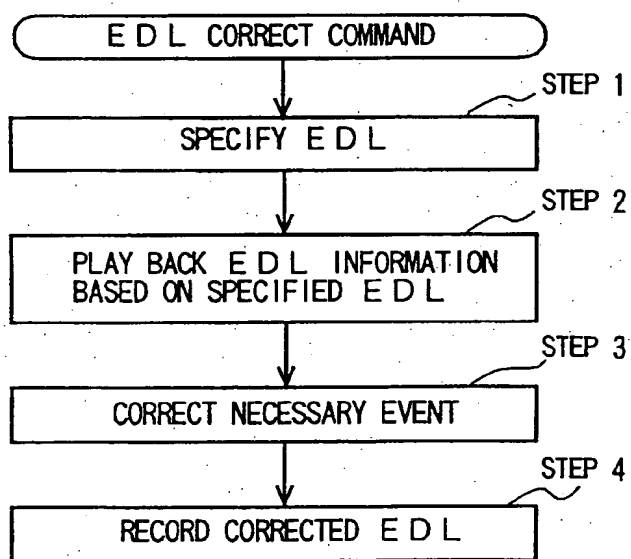 EDL CORRECT COMMAND
STEP 1
SPECIFY EDL
STEP 2
PLAY BACK EDL INFORMATION
BASED ON SPECIFIED EDL
STEP 3
CORRECT NECESSARY EVENT
STEP 4
RECORD CORRECTED EDL